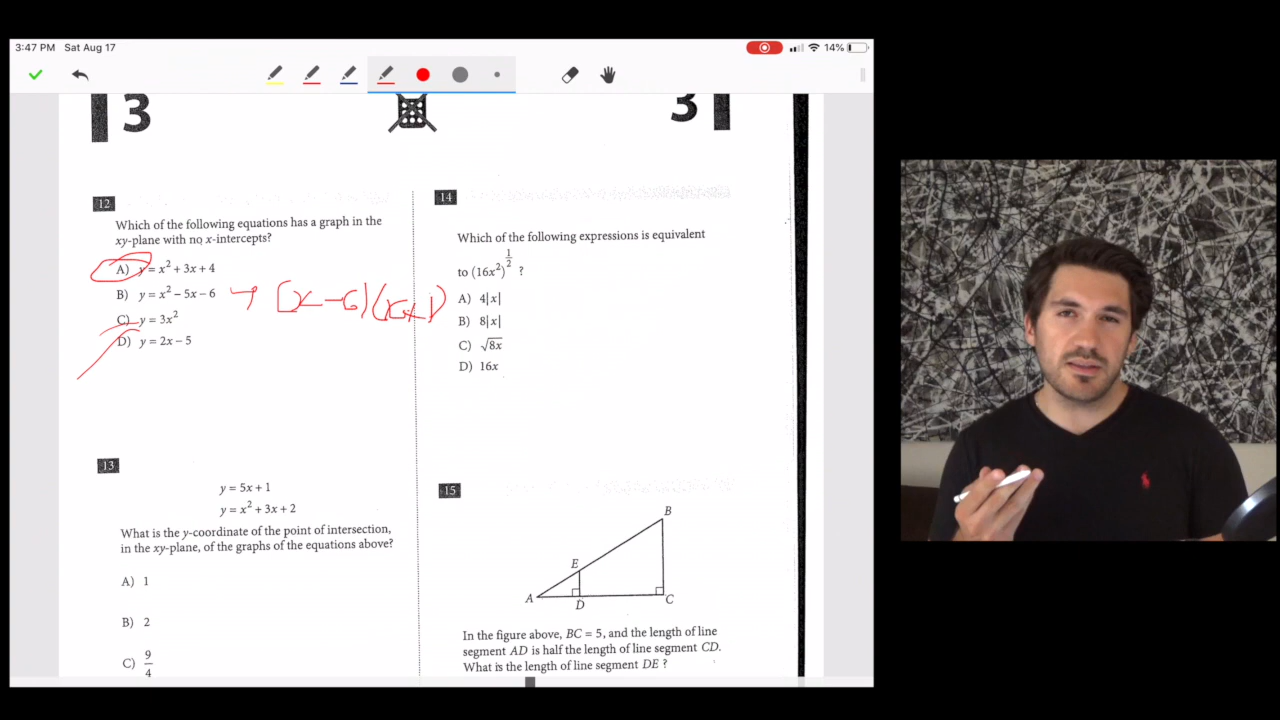 3:47 PM Sat Aug 17
14%
13
31
12
Which of the following equations has a graph in the
xy-plane with no x-intercepts?
A) y = x² + 3x + 4
B) y = x² − 5x − 6 → (x − 6)(x + 1)
C) y = 3x²
D) y = 2x − 5
13
y = 5x + 1
y = x² + 3x + 2
What is the y-coordinate of the point of intersection,
in the xy-plane, of the graphs of the equations above?
A) 1
B) 2
C) 9/4
14
Which of the following expressions is equivalent
to (16x²)^(1/2) ?
A) 4|x|
B) 8|x|
C) √8x
D) 16x
15
B
E
A
D
C
In the figure above, BC = 5, and the length of line
segment AD is half the length of line segment CD.
What is the length of line segment DE ?